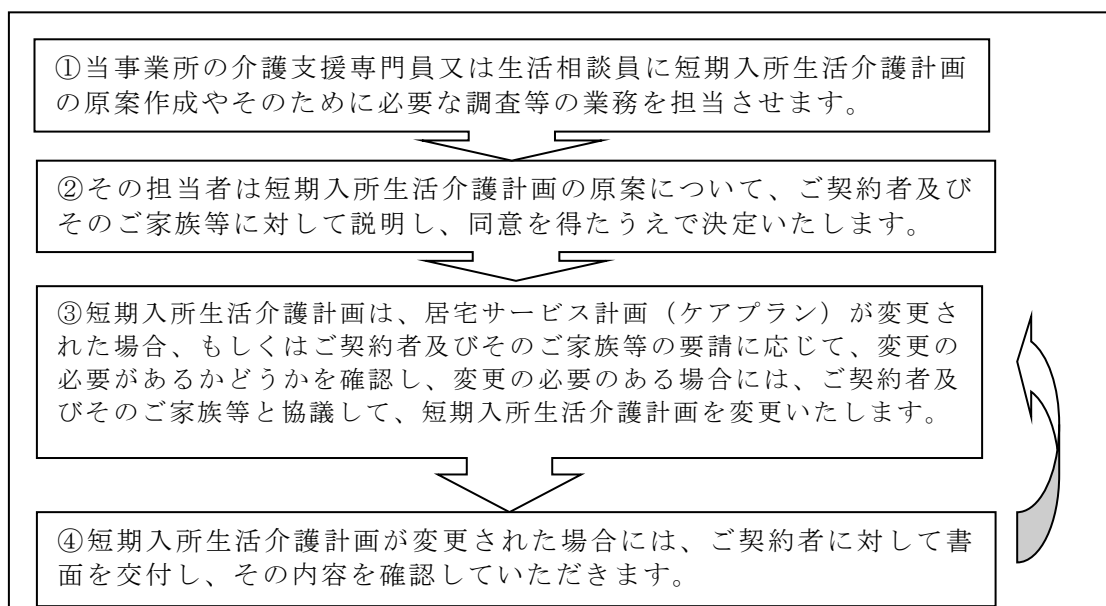 ①当事業所の介護支援専門員又は生活相談員に短期入所生活介護計画
の原案作成やそのために必要な調査等の業務を担当させます。
②その担当者は短期入所生活介護計画の原案について、ご契約者及び
そのご家族等に対して説明し、同意を得たうえで決定いたします。
③短期入所生活介護計画は、居宅サービス計画（ケアプラン）が変更さ
れた場合、もしくはご契約者及びそのご家族等の要請に応じて、変更の
必要があるかどうかを確認し、変更の必要のある場合には、ご契約者及
びそのご家族等と協議して、短期入所生活介護計画を変更いたします。
④短期入所生活介護計画が変更された場合には、ご契約者に対して書
面を交付し、その内容を確認していただきます。